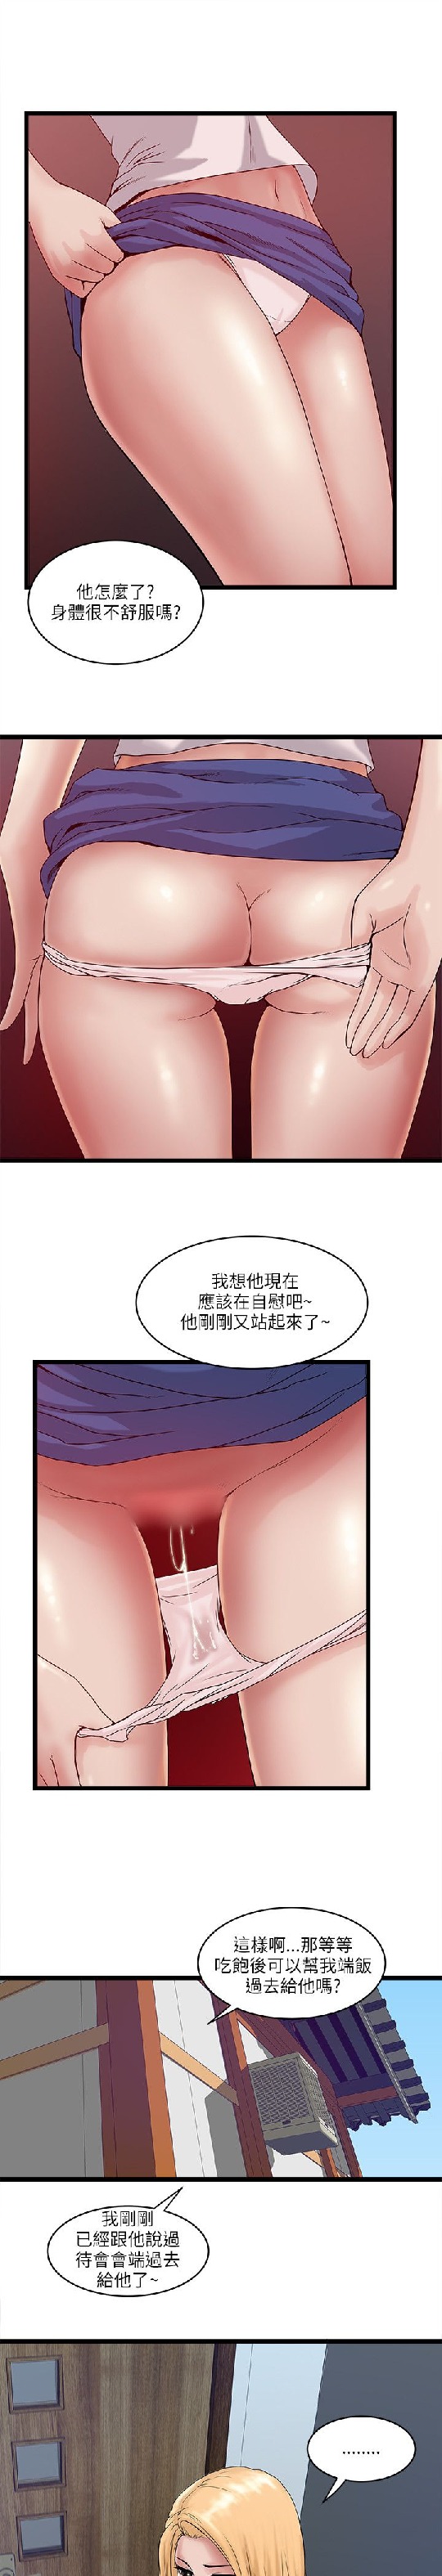 他怎麼了?
身體很不舒服嗎?
我想他現在
應該在自慰吧~
他剛剛又站起來了~
這樣啊...那等等
吃飽後可以幫我端飯
過去給他嗎?
我剛剛
已經跟他說過
待會會端過去
給他了~
........